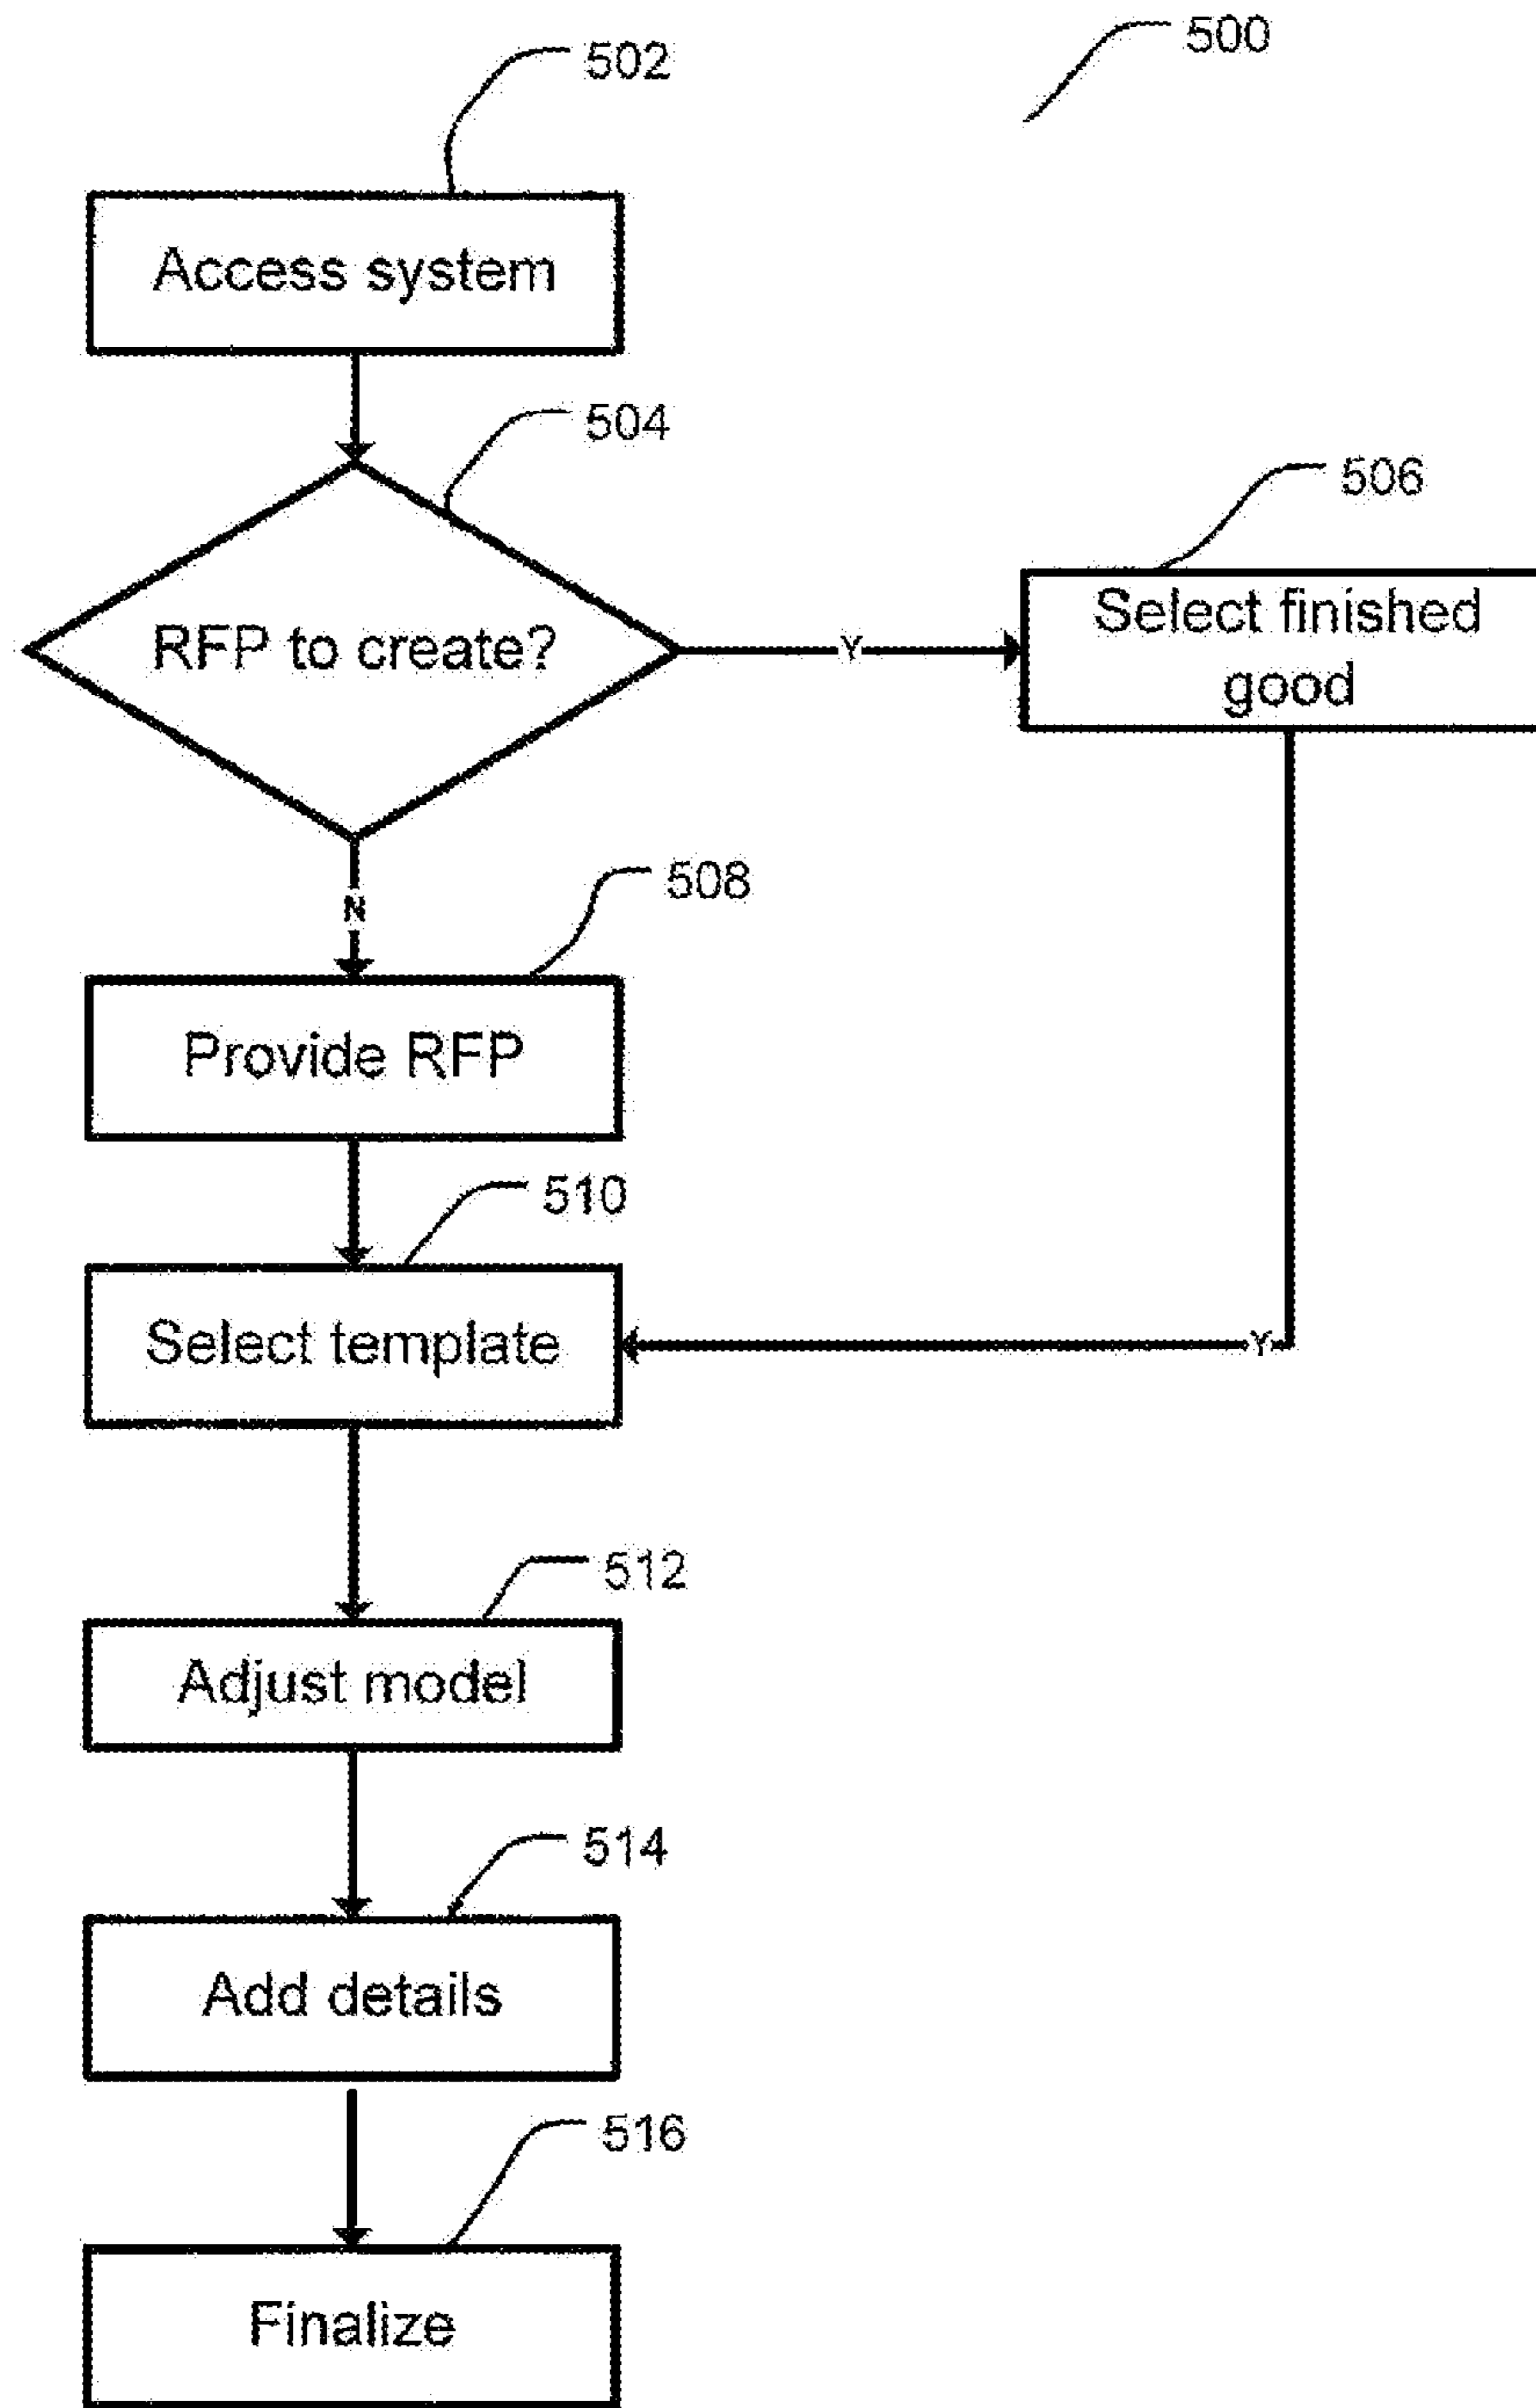 500
502
Access system
504
RFP to create?
Y
506
Select finished
good
N
508
Provide RFP
510
Select template
Y
512
Adjust model
514
Add details
516
Finalize